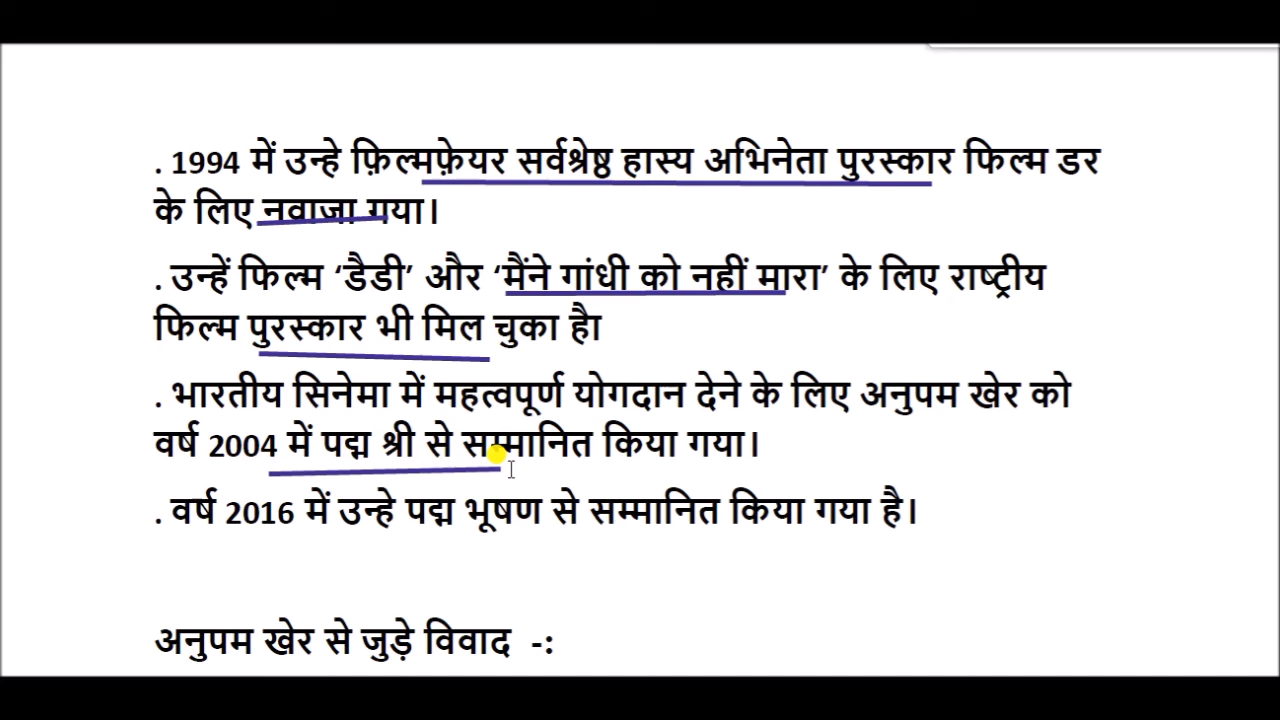 . 1994 में उन्हे फ़िल्मफ़ेयर सर्वश्रेष्ठ हास्य अभिनेता पुरस्कार फिल्म डर
के लिए नवाजा गया।
. उन्हें फिल्म ‘डैडी’ और ‘मैंने गांधी को नहीं मारा’ के लिए राष्ट्रीय
फिल्म पुरस्कार भी मिल चुका हैा
. भारतीय सिनेमा में महत्वपूर्ण योगदान देने के लिए अनुपम खेर को
वर्ष 2004 में पद्म श्री से सम्मानित किया गया।
. वर्ष 2016 में उन्हे पद्म भूषण से सम्मानित किया गया है।
अनुपम खेर से जुड़े विवाद -: